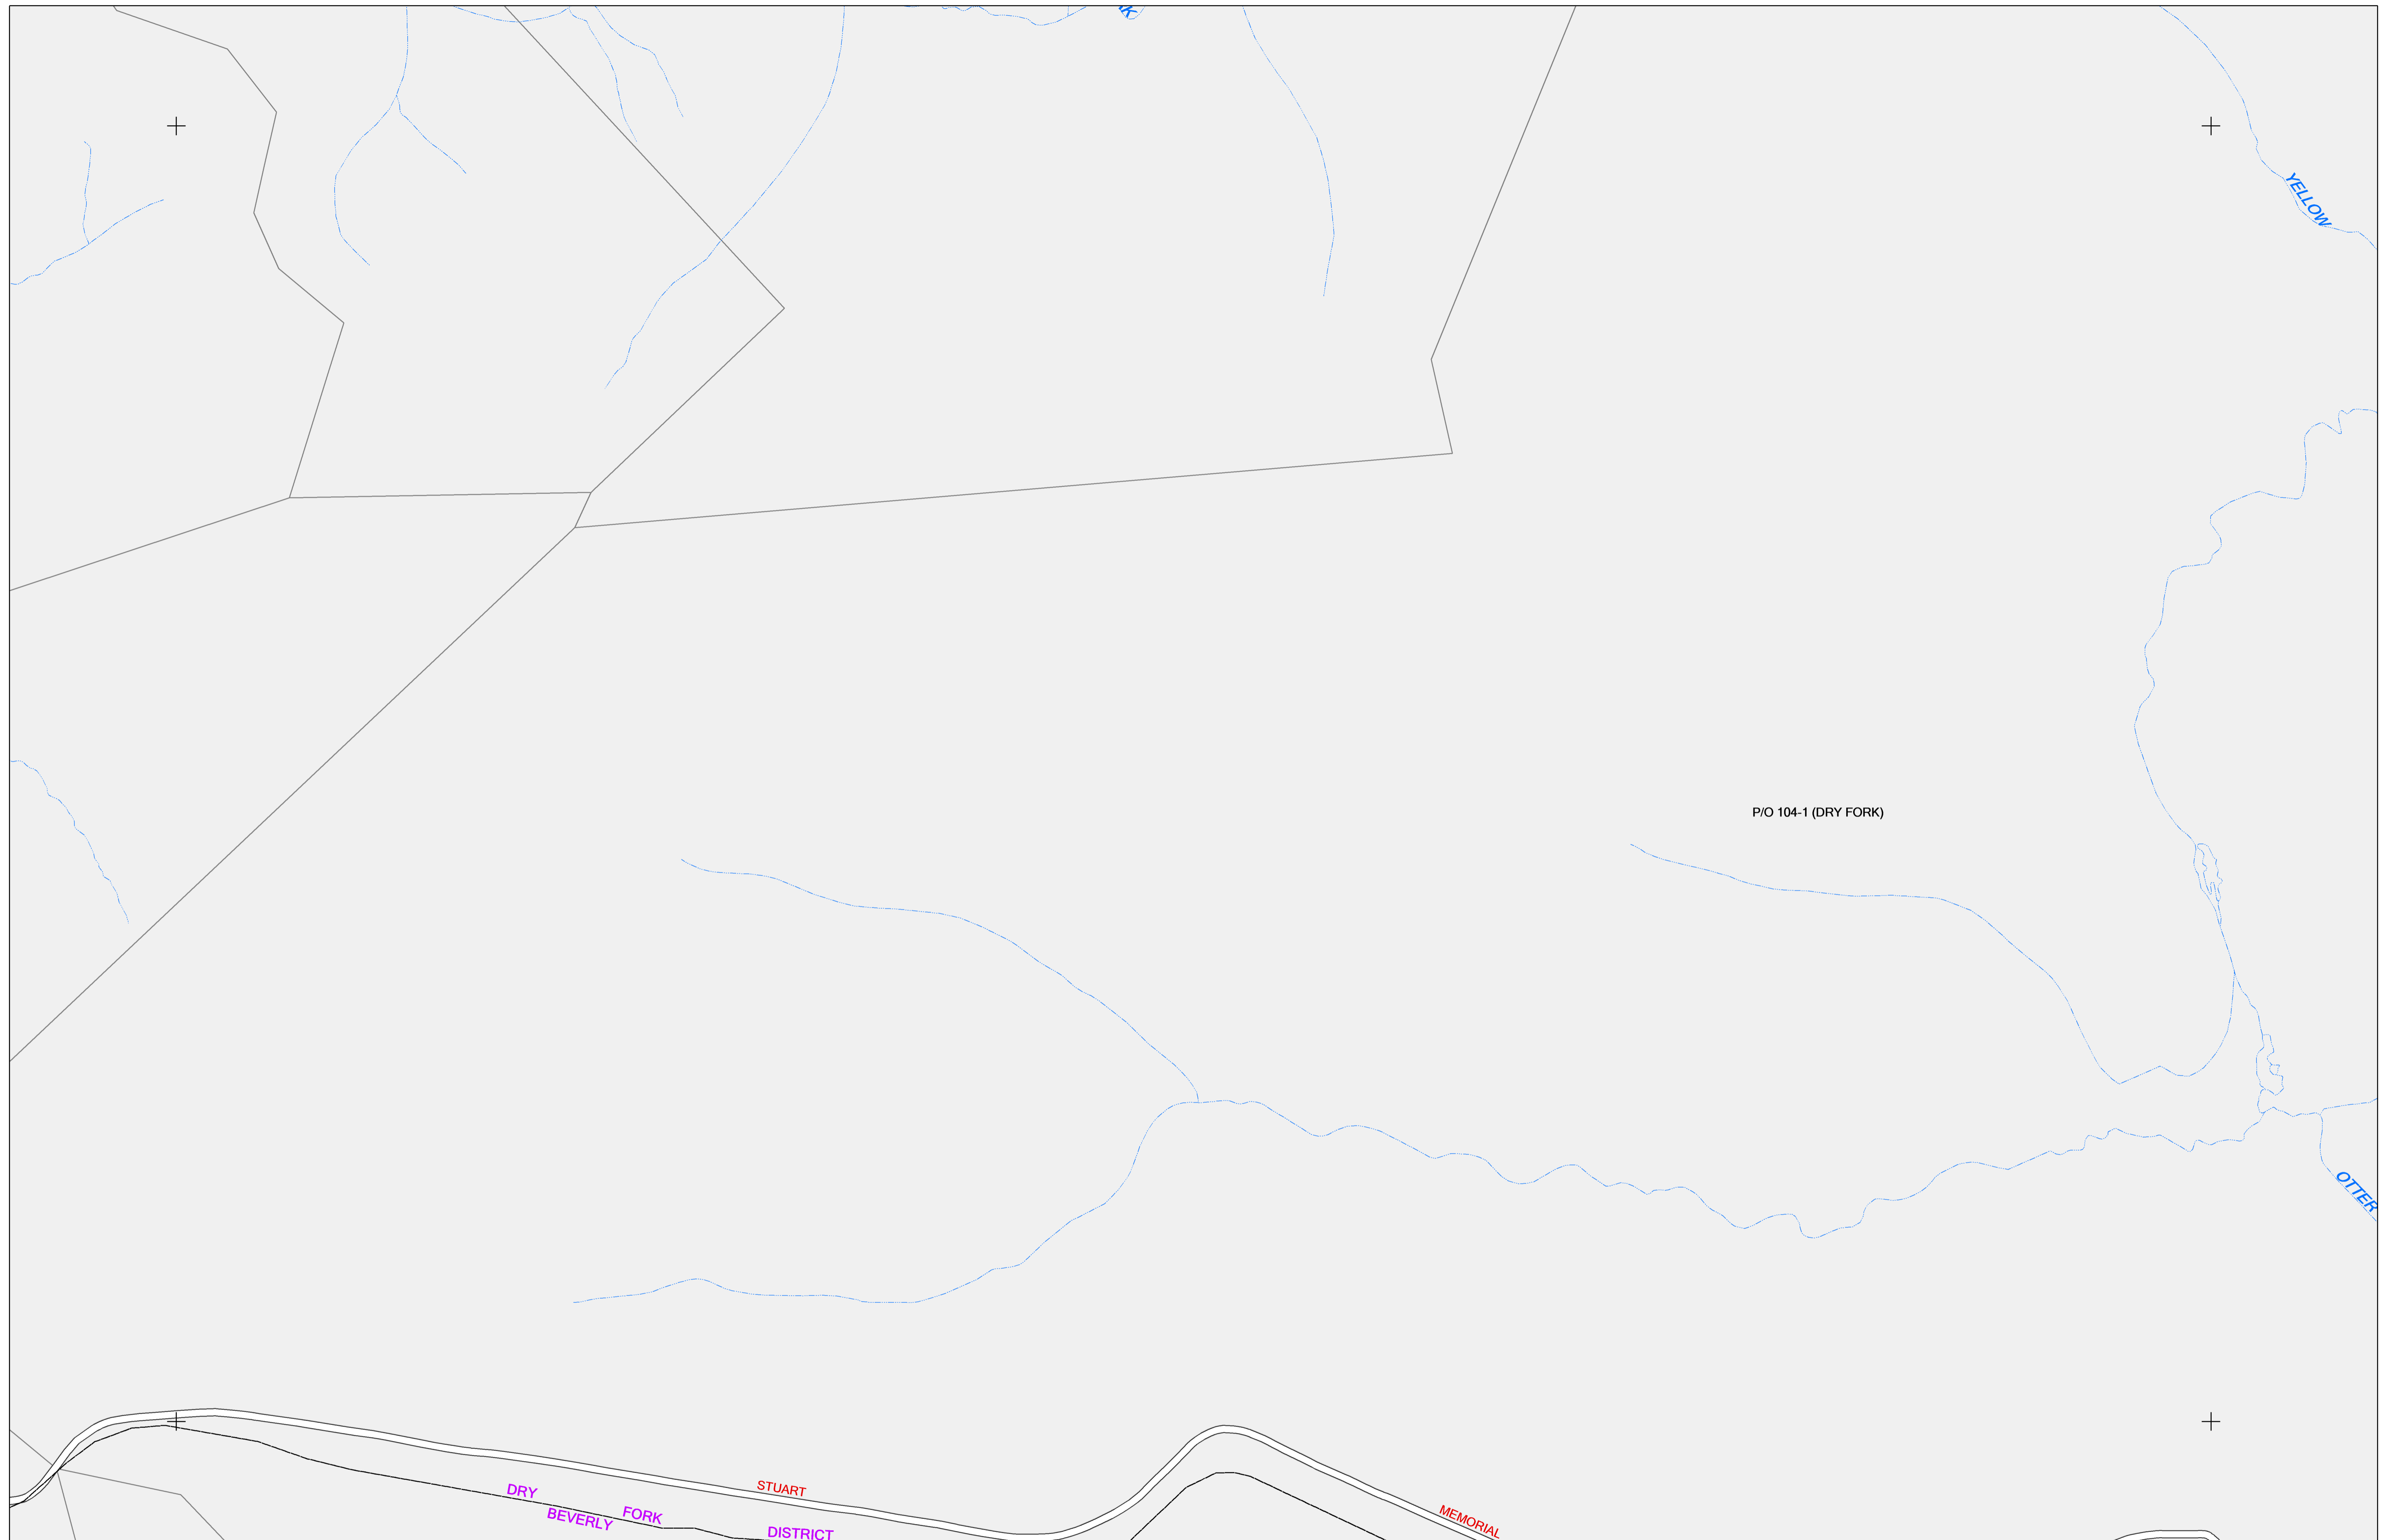 YELLOW
P/O 104-1 (DRY FORK)
OTTER
STUART
MEMORIAL
DRY FORK
BEVERLY DISTRICT